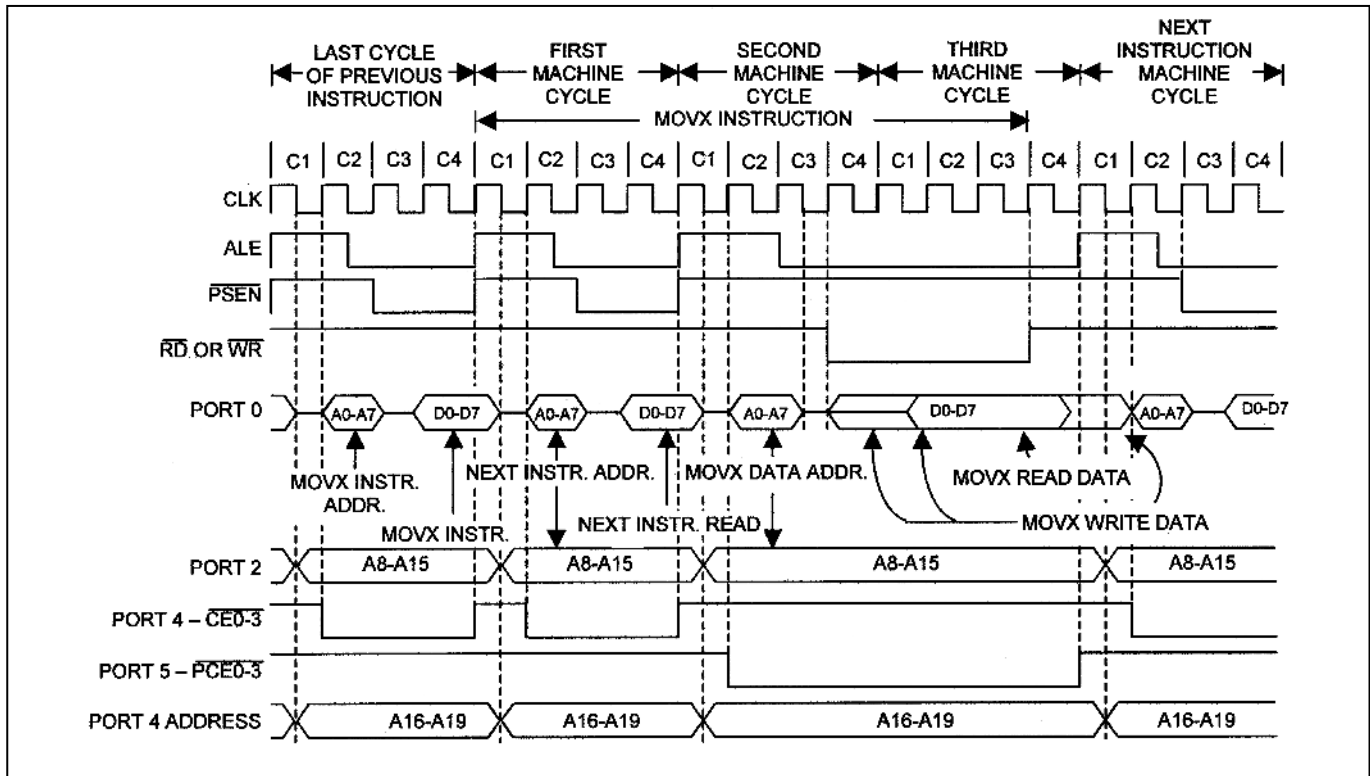 LAST CYCLE
OF PREVIOUS
INSTRUCTION
FIRST
MACHINE
CYCLE
SECOND
MACHINE
CYCLE
THIRD
MACHINE
CYCLE
NEXT
INSTRUCTION
MACHINE
CYCLE
MOVX INSTRUCTION
C1 C2 C3 C4 C1 C2 C3 C4 C1 C2 C3 C4 C1 C2 C3 C4 C1 C2 C3 C4
CLK
ALE
PSEN
RD OR WR
PORT 0 A0-A7 D0-D7 A0-A7 D0-D7 A0-A7 D0-D7 A0-A7 D0-D7
MOVX INSTR.
ADDR.
MOVX INSTR.
NEXT INSTR. ADDR.
NEXT INSTR. READ
MOVX DATA ADDR.
MOVX READ DATA
MOVX WRITE DATA
PORT 2 A8-A15 A8-A15 A8-A15 A8-A15
PORT 4 – CE0-3
PORT 5 – PCE0-3
PORT 4 ADDRESS A16-A19 A16-A19 A16-A19 A16-A19